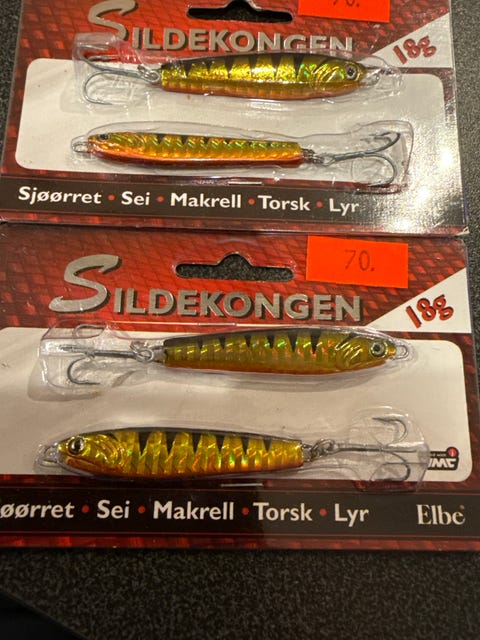 70.
SILDEKONGEN
18g
Sjøørret • Sei • Makrell • Torsk • Lyr
70.
SILDEKONGEN
18g
øørret • Sei • Makrell • Torsk • Lyr
Elbe